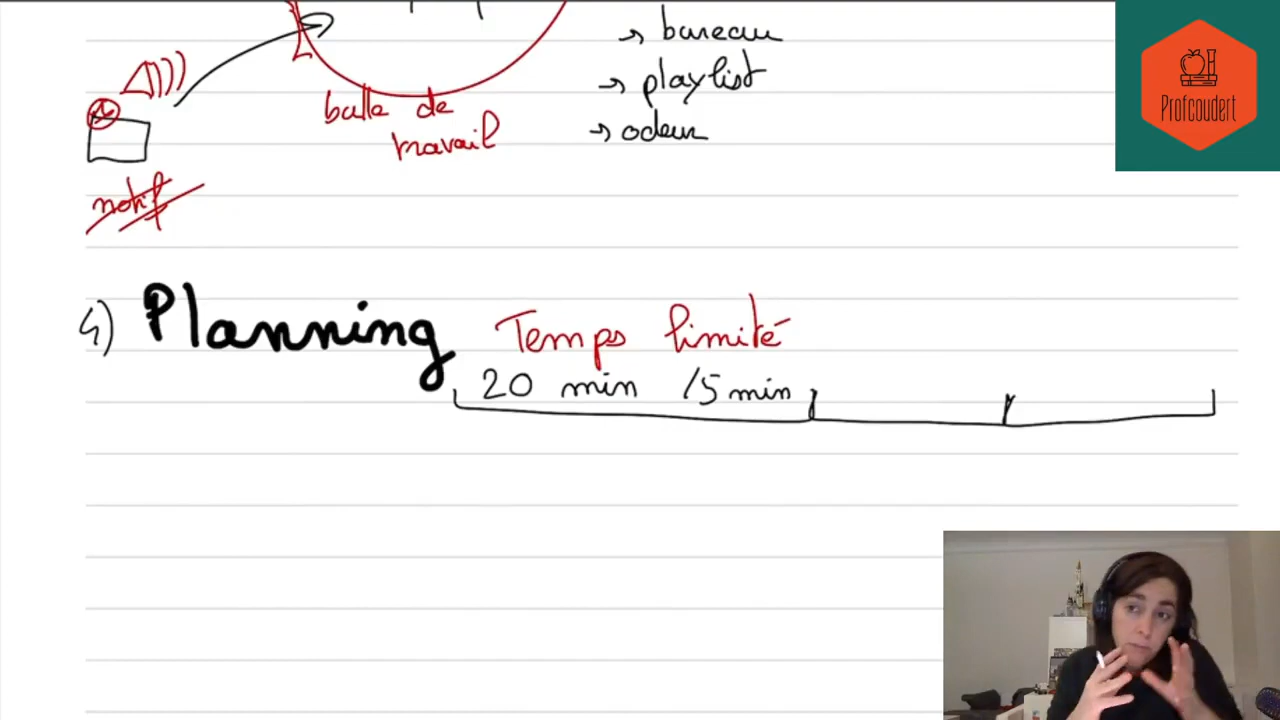 → bureau
→ playlist
→ odeur
bulle de
travail
notif
4) Planning Temps limité
20 min /5 min
Profcoudert